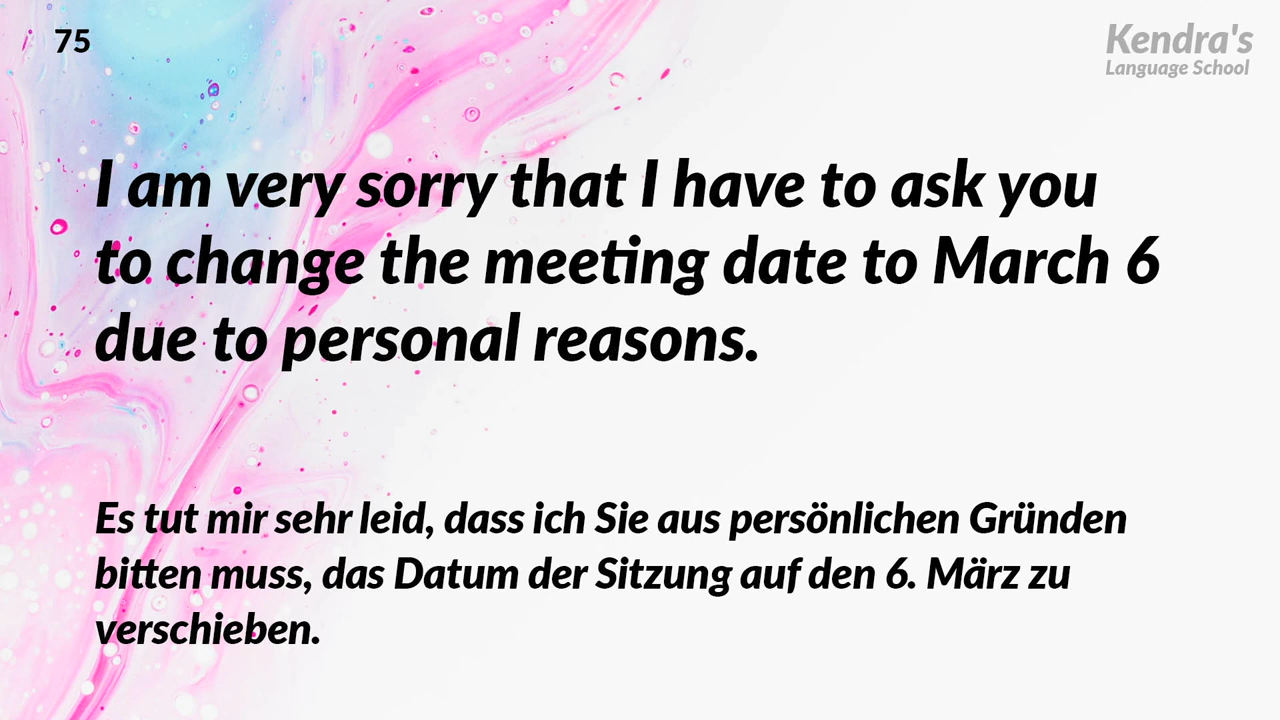 75
Kendra's
Language School
I am very sorry that I have to ask you
to change the meeting date to March 6
due to personal reasons.
Es tut mir sehr leid, dass ich Sie aus persönlichen Gründen
bitten muss, das Datum der Sitzung auf den 6. März zu
verschieben.